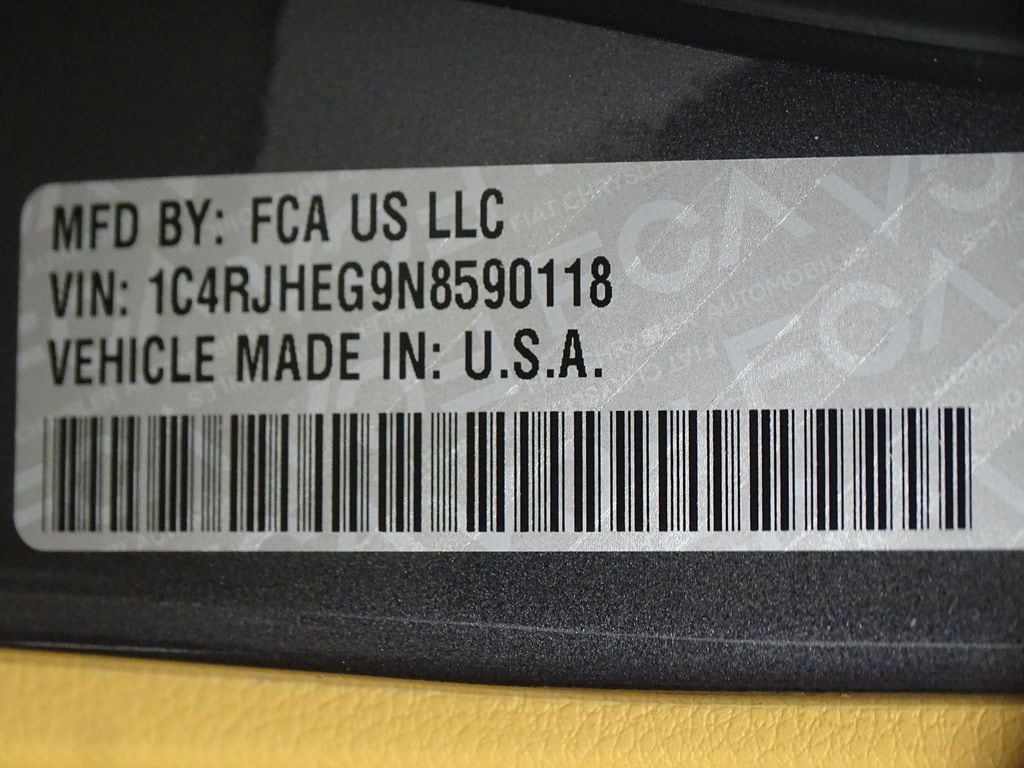 MFD BY: FCA US LLC
VIN: 1C4RJHEG9N8590118
VEHICLE MADE IN: U.S.A.